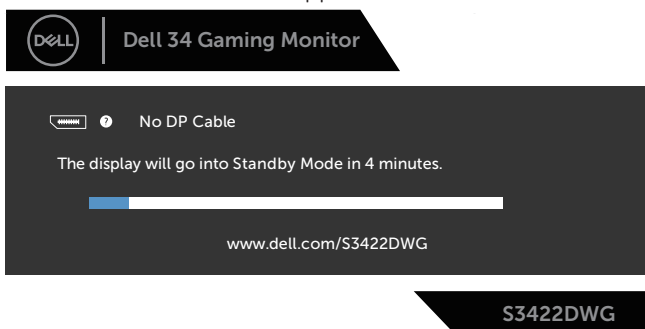 DELL
Dell 34 Gaming Monitor
? No DP Cable
The display will go into Standby Mode in 4 minutes.
www.dell.com/S3422DWG
S3422DWG